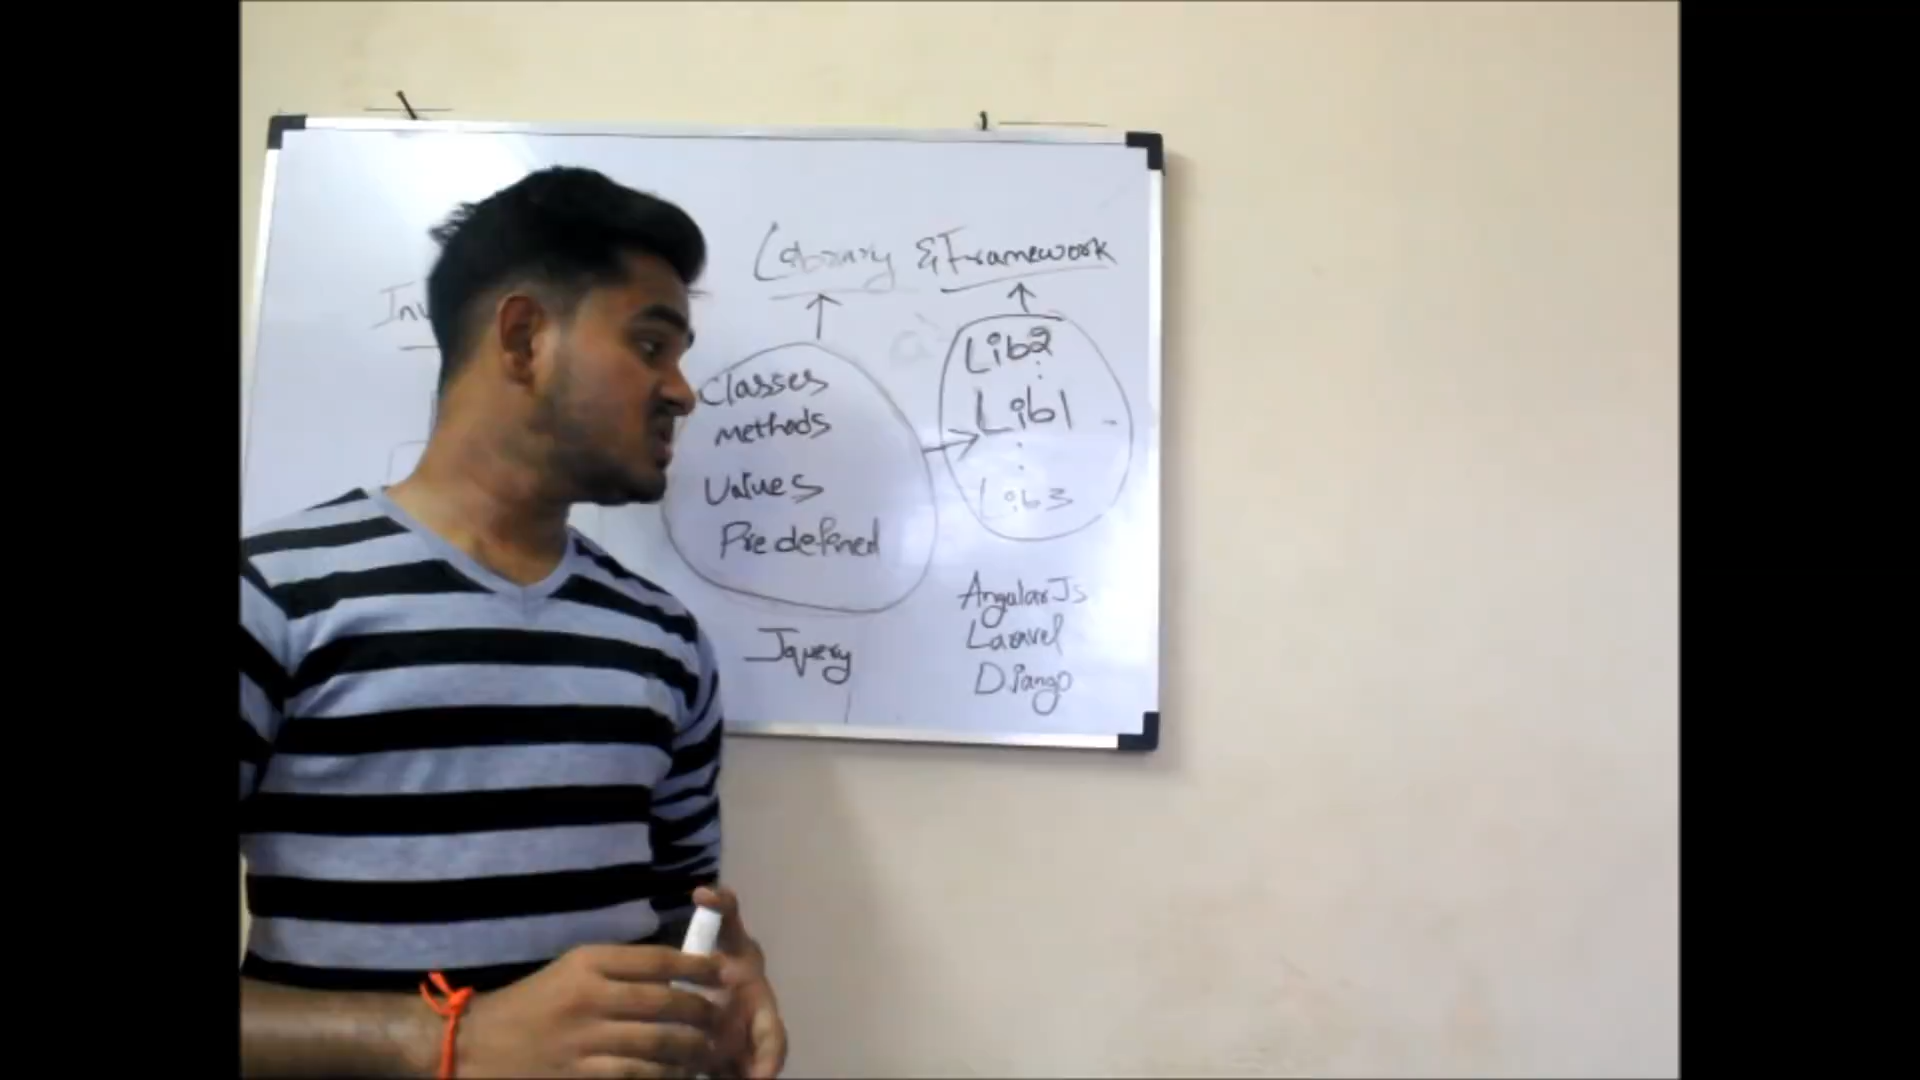 Library & Framework
Classes
methods
Values
Predefined
Lib2
Lib1
Lib3
Jquery
AngularJs
Laravel
Django